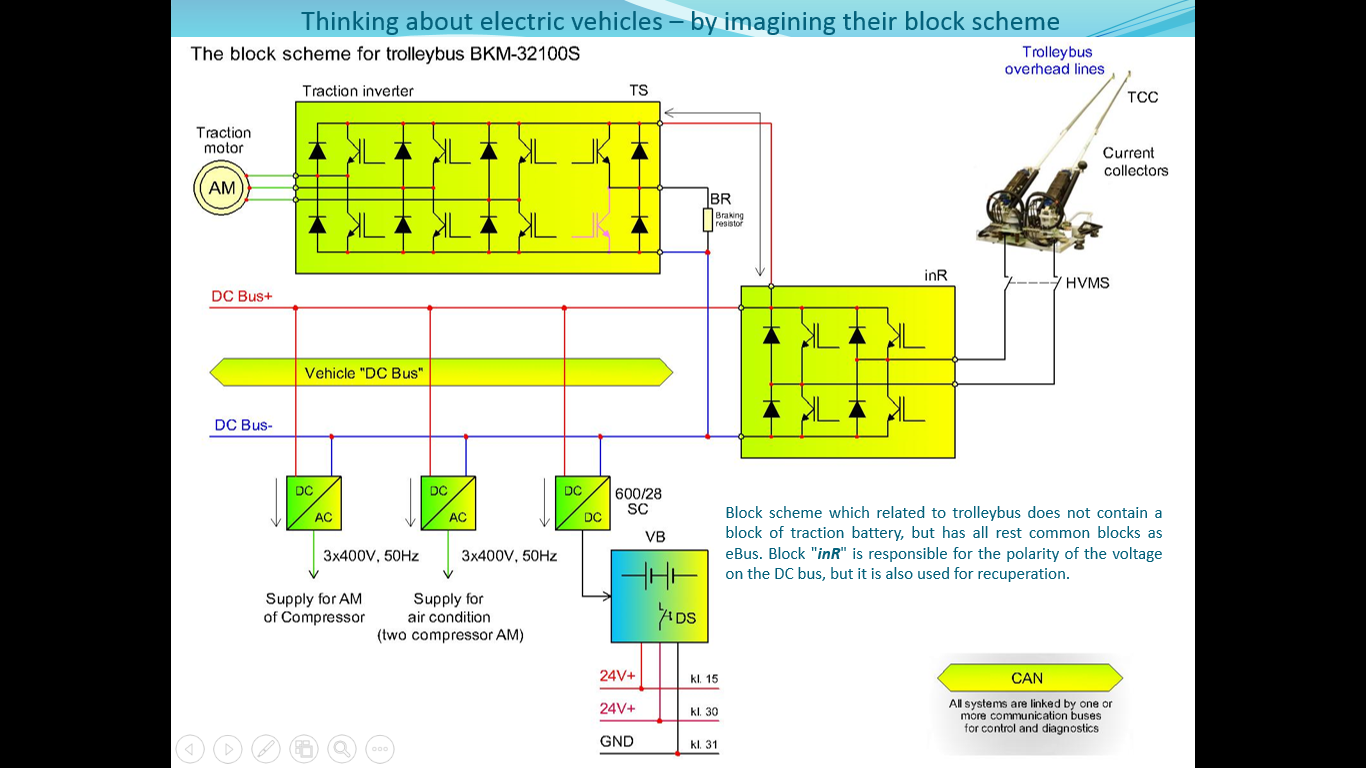 Thinking about electric vehicles – by imagining their block scheme
The block scheme for trolleybus BKM-32100S
Trolleybus
overhead lines
TCC
Current
collectors
HVMS
Traction inverter
TS
Traction
motor
AM
BR
Braking
resistor
inR
DC Bus+
Vehicle "DC Bus"
DC Bus-
DC
AC
DC
AC
DC
DC
600/28
SC
3x400V, 50Hz
3x400V, 50Hz
Supply for AM
of Compressor
Supply for
air condition
(two compressor AM)
VB
DS
24V+
kl. 15
24V+
kl. 30
GND
kl. 31
Block scheme which related to trolleybus does not contain a
block of traction battery, but has all rest common blocks as
eBus. Block "inR" is responsible for the polarity of the voltage
on the DC bus, but it is also used for recuperation.
CAN
All systems are linked by one or
more communication buses
for control and diagnostics